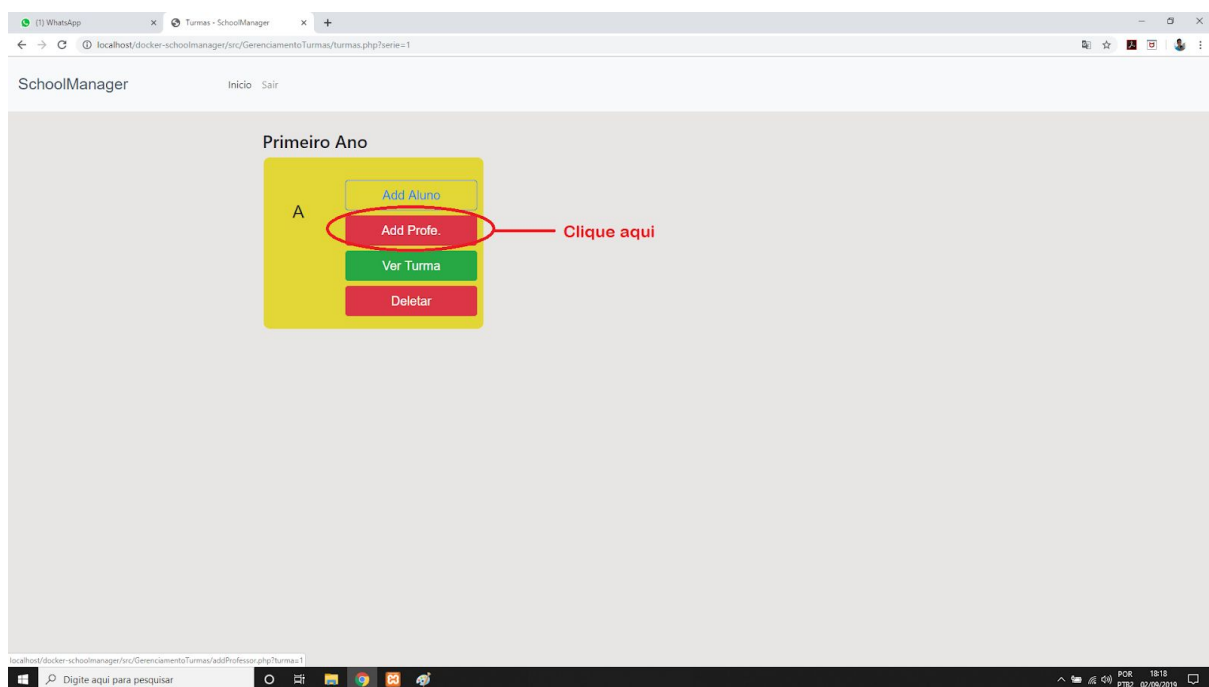 (1) WhatsApp
Turmas - SchoolManager
localhost/docker-schoolmanager/src/GerenciamentoTurmas/turmas.php?serie=1
SchoolManager
Inicio Sair
Primeiro Ano
A
Add Aluno
Add Profe.
Clique aqui
Ver Turma
Deletar
localhost/docker-schoolmanager/src/GerenciamentoTurmas/addProfessor.php?turma=1
Digite aqui para pesquisar
POR 18:18
PTB2 02/09/2019